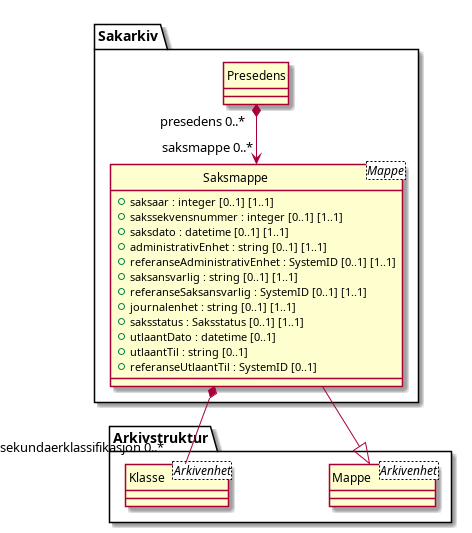 Sakarkiv
Presedens
presedens 0..*
saksmappe 0..*
Mappe
Saksmappe
saksaar : integer [0..1] [1..1]
sakssekvensnummer : integer [0..1] [1..1]
saksdato : datetime [0..1] [1..1]
administrativEnhet : string [0..1] [1..1]
referanseAdministrativEnhet : SystemID [0..1] [1..1]
saksansvarlig : string [0..1] [1..1]
referanseSaksansvarlig : SystemID [0..1] [1..1]
journalenhet : string [0..1] [1..1]
saksstatus : Saksstatus [0..1] [1..1]
utlaantDato : datetime [0..1]
utlaantTil : string [0..1]
referanseUtlaantTil : SystemID [0..1]
Arkivstruktur
sekundaerklassifikasjon 0..*
Klasse
Arkivenhet
Mappe
Arkivenhet